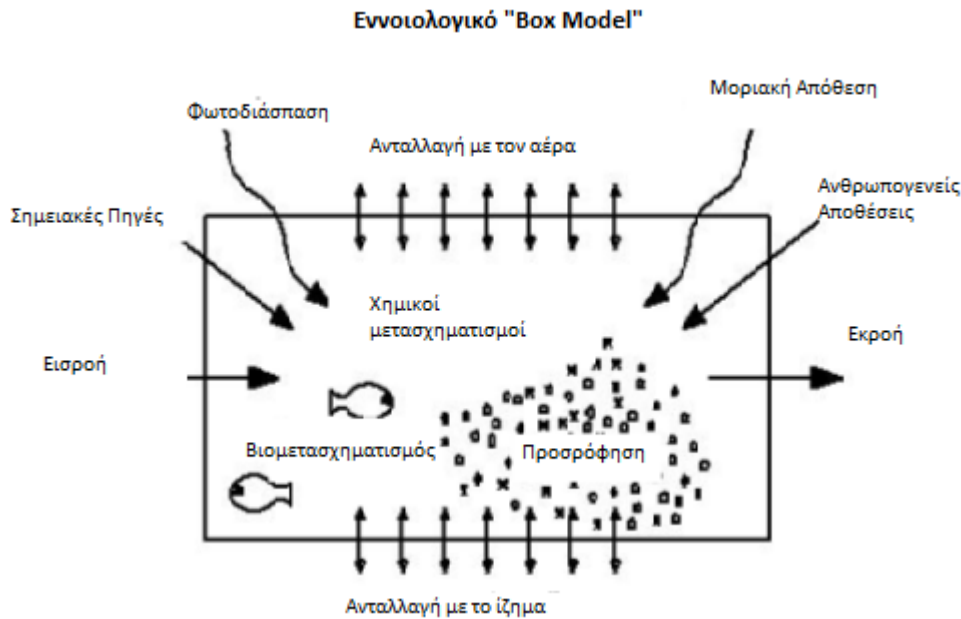 Εννοιολογικό "Box Model"
Μοριακή Απόθεση
Φωτοδιάσπαση
Ανταλλαγή με τον αέρα
Ανθρωπογενείς
Αποθέσεις
Σημειακές Πηγές
Χημικοί
μετασχηματισμοί
Εισροή
Εκροή
Βιομετασχηματισμός
Προσρόφηση
Ανταλλαγή με το ίζημα